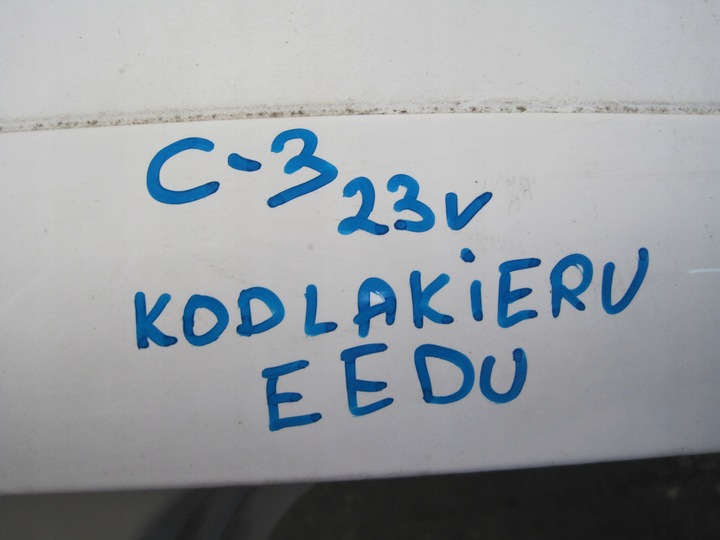 C-3 23v
KODLAKiERU
EEDU